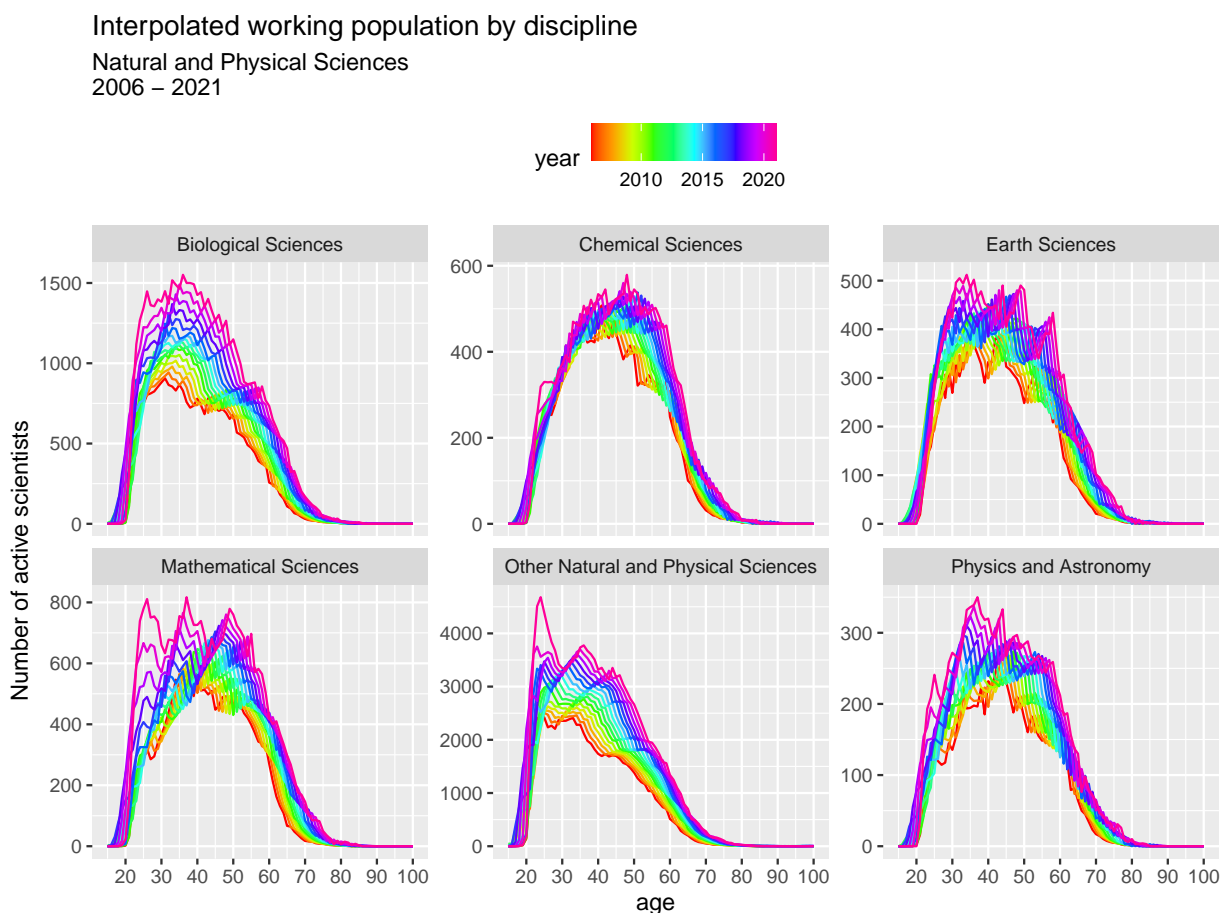 Interpolated working population by discipline
Natural and Physical Sciences
2006 – 2021
year
2010 2015 2020
Biological Sciences Chemical Sciences Earth Sciences
1500
1000
500
0
600
400
200
0
500
400
300
200
100
0
Number of active scientists
Mathematical Sciences Other Natural and Physical Sciences Physics and Astronomy
800
600
400
200
0
4000
3000
2000
1000
0
300
200
100
0
20 30 40 50 60 70 80 90 100 20 30 40 50 60 70 80 90 100 20 30 40 50 60 70 80 90 100
age